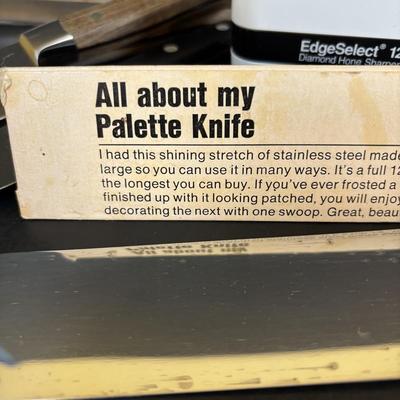 EdgeSelect® 12
Diamond Hone Sharpe
All about my
Palette Knife
I had this shining stretch of stainless steel made
large so you can use it in many ways. It's a full 12
the longest you can buy. If you've ever frosted a
finished up with it looking patched, you will enjoy
decorating the next with one swoop. Great, beau